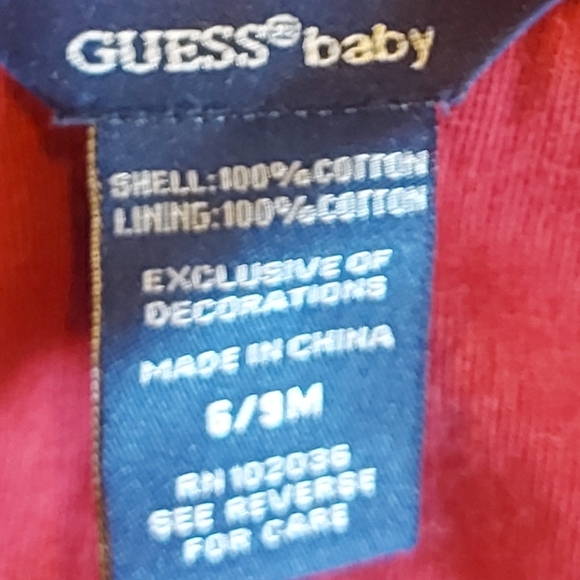 GUESS® baby
SHELL:100%COTTON
LINING:100%COTTON
EXCLUSIVE OF
DECORATIONS
MADE IN CHINA
6/9M
RN 102036
SEE REVERSE
FOR CARE